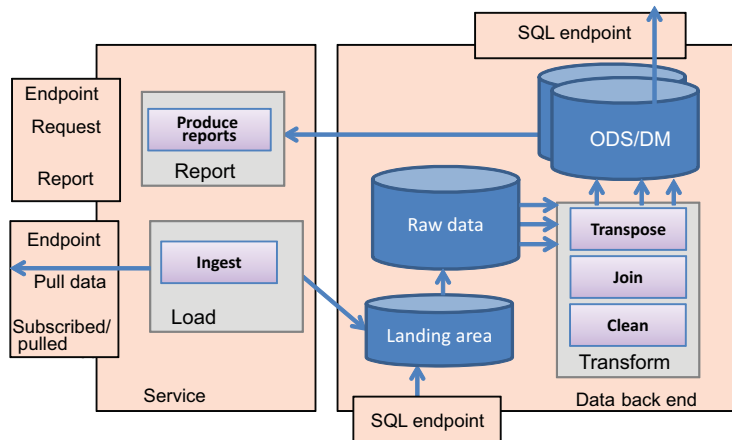 SQL endpoint
Endpoint
Request
Report
Produce
reports
Report
ODS/DM
Raw data
Transpose
Join
Clean
Transform
Endpoint
Pull data
Subscribed/
pulled
Ingest
Load
Landing area
Service
SQL endpoint
Data back end